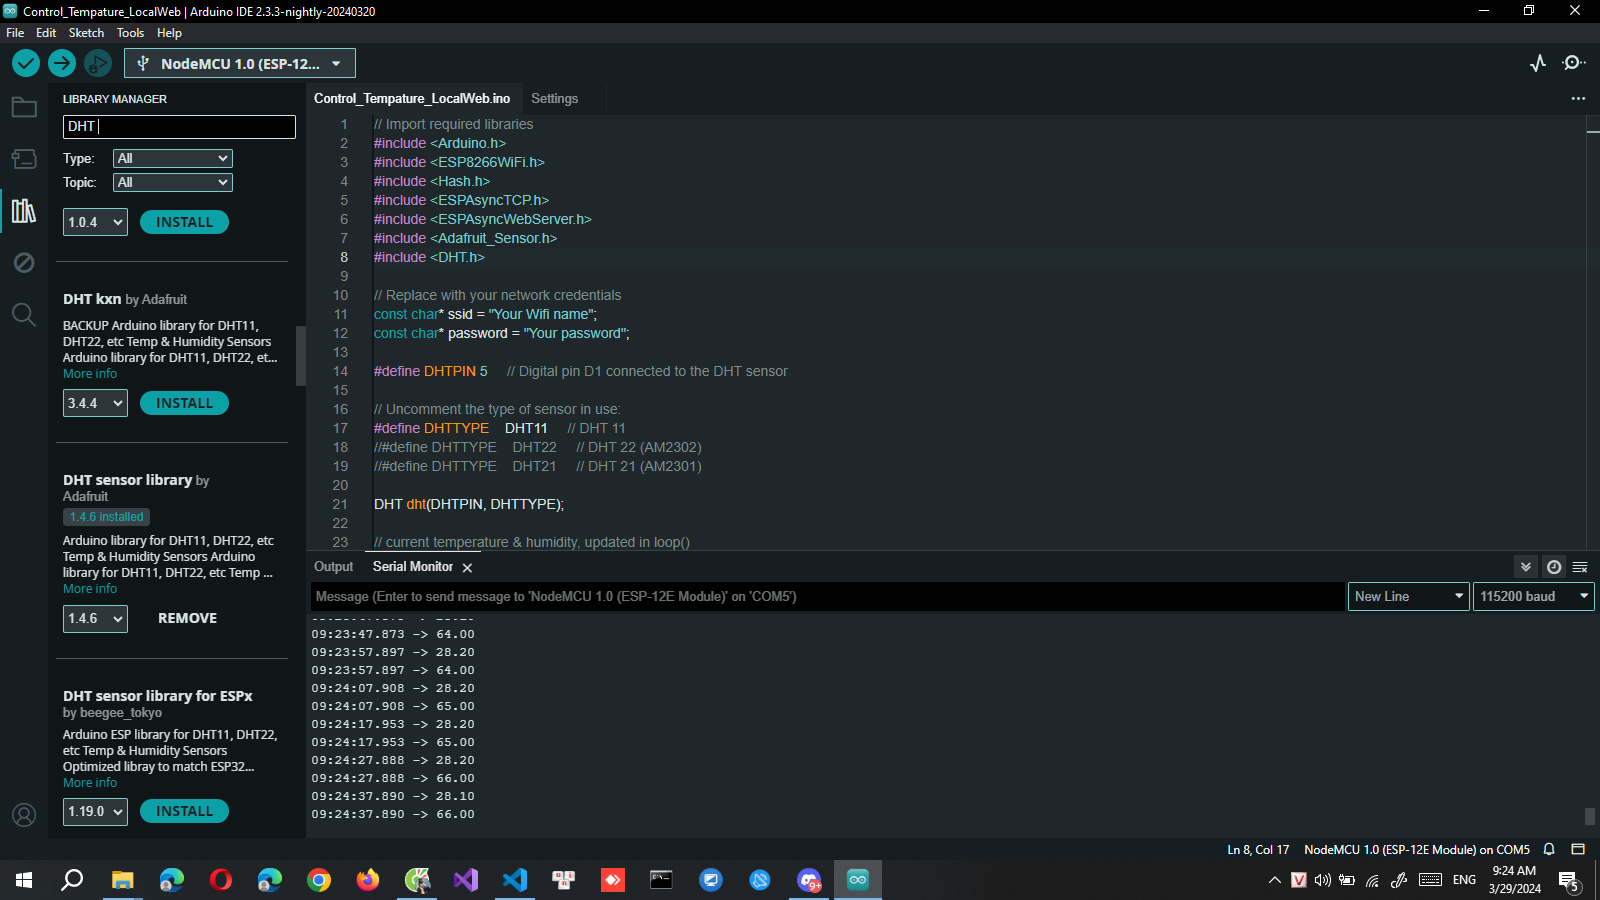 Control_Tempature_LocalWeb | Arduino IDE 2.3.3-nightly-20240320
File Edit Sketch Tools Help
NodeMCU 1.0 (ESP-12...
LIBRARY MANAGER
DHT
Type: All
Topic: All
1.0.4 INSTALL
DHT kxn by Adafruit
BACKUP Arduino library for DHT11,
DHT22, etc Temp & Humidity Sensors
Arduino library for DHT11, DHT22, et...
More info
3.4.4 INSTALL
DHT sensor library by
Adafruit
1.4.6 installed
Arduino library for DHT11, DHT22, etc
Temp & Humidity Sensors Arduino
library for DHT11, DHT22, etc Temp ...
More info
1.4.6 REMOVE
DHT sensor library for ESPx
by beegee_tokyo
Arduino ESP library for DHT11, DHT22,
etc Temp & Humidity Sensors
Optimized libray to match ESP32...
More info
1.19.0 INSTALL
Control_Tempature_LocalWeb.ino Settings
1 // Import required libraries
2 #include <Arduino.h>
3 #include <ESP8266WiFi.h>
4 #include <Hash.h>
5 #include <ESPAsyncTCP.h>
6 #include <ESPAsyncWebServer.h>
7 #include <Adafruit_Sensor.h>
8 #include <DHT.h>
9
10 // Replace with your network credentials
11 const char* ssid = "Your Wifi name";
12 const char* password = "Your password";
13
14 #define DHTPIN 5 // Digital pin D1 connected to the DHT sensor
15
16 // Uncomment the type of sensor in use:
17 #define DHTTYPE DHT11 // DHT 11
18 //#define DHTTYPE DHT22 // DHT 22 (AM2302)
19 //#define DHTTYPE DHT21 // DHT 21 (AM2301)
20
21 DHT dht(DHTPIN, DHTTYPE);
22
23 // current temperature & humidity, updated in loop()
Output Serial Monitor
Message (Enter to send message to 'NodeMCU 1.0 (ESP-12E Module)' on 'COM5')
New Line 115200 baud
09:23:47.873 -> 64.00
09:23:57.897 -> 28.20
09:23:57.897 -> 64.00
09:24:07.908 -> 28.20
09:24:07.908 -> 65.00
09:24:17.953 -> 28.20
09:24:17.953 -> 65.00
09:24:27.888 -> 28.20
09:24:27.888 -> 66.00
09:24:37.890 -> 28.10
09:24:37.890 -> 66.00
Ln 8, Col 17 NodeMCU 1.0 (ESP-12E Module) on COM5
9+
V
ENG
9:24 AM
3/29/2024
5